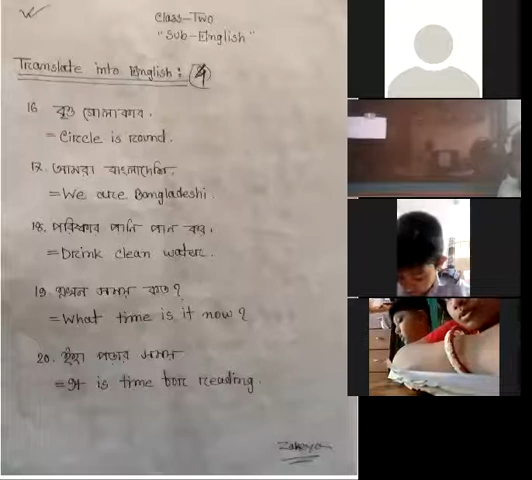 Class-Two
"Sub-English"
Translate into English: 4
16. বৃত্ত গোলাকার.
= Circle is round.
১৭. আমরা বাংলাদেশি.
= We are Bangladeshi.
18. পরিষ্কার পানি পান কর.
= Drink clean water.
19. এখন সময় কত?
= What time is it now?
20. ইহা পড়ার সময়
= It is time for reading.